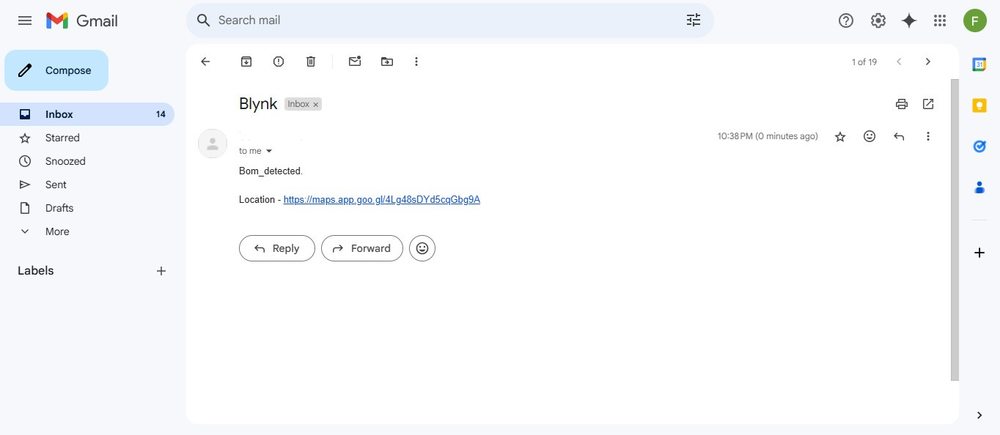 Gmail
Search mail
F
Compose
1 of 19
31
Blynk Inbox ×
Inbox 14
Starred
10:38 PM (0 minutes ago)
to me
Snoozed
Bom_detected.
Sent
Location - https://maps.app.goo.gl/4Lg48sDYd5cqGbg9A
Drafts
More
Reply Forward
Labels